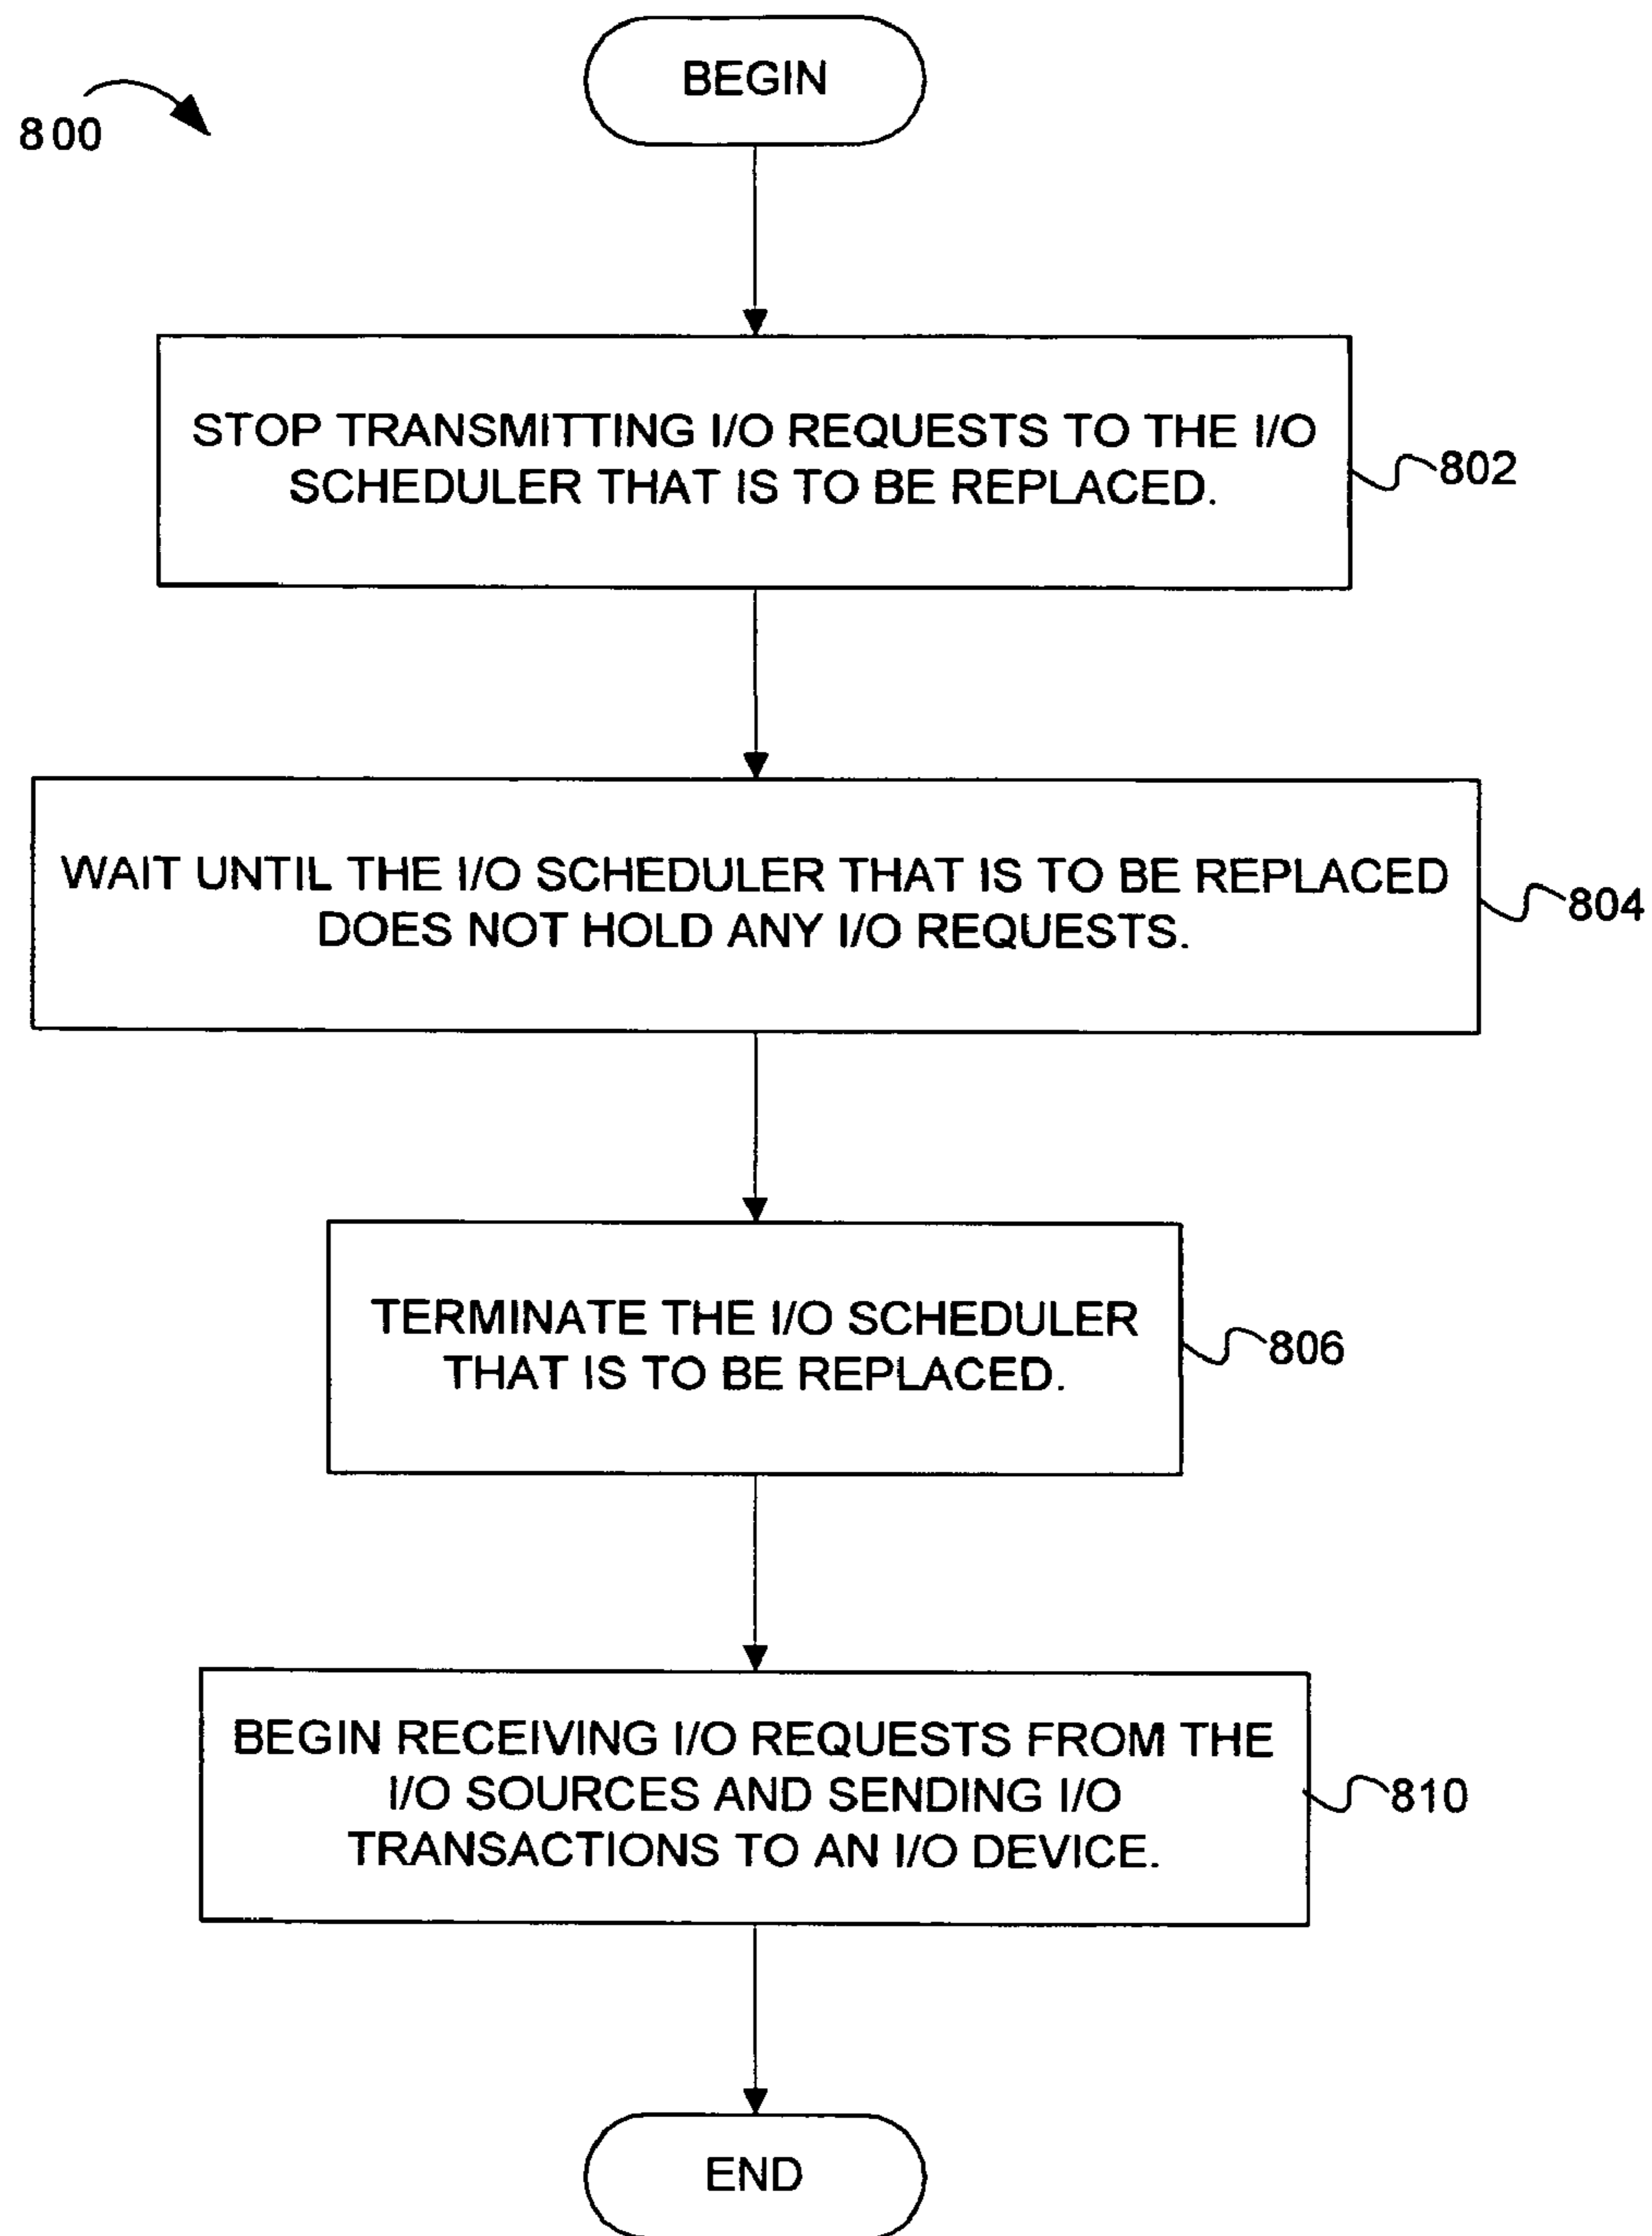 BEGIN
800
STOP TRANSMITTING I/O REQUESTS TO THE I/O
SCHEDULER THAT IS TO BE REPLACED.
802
WAIT UNTIL THE I/O SCHEDULER THAT IS TO BE REPLACED
DOES NOT HOLD ANY I/O REQUESTS.
804
TERMINATE THE I/O SCHEDULER
THAT IS TO BE REPLACED.
806
BEGIN RECEIVING I/O REQUESTS FROM THE
I/O SOURCES AND SENDING I/O
TRANSACTIONS TO AN I/O DEVICE.
810
END